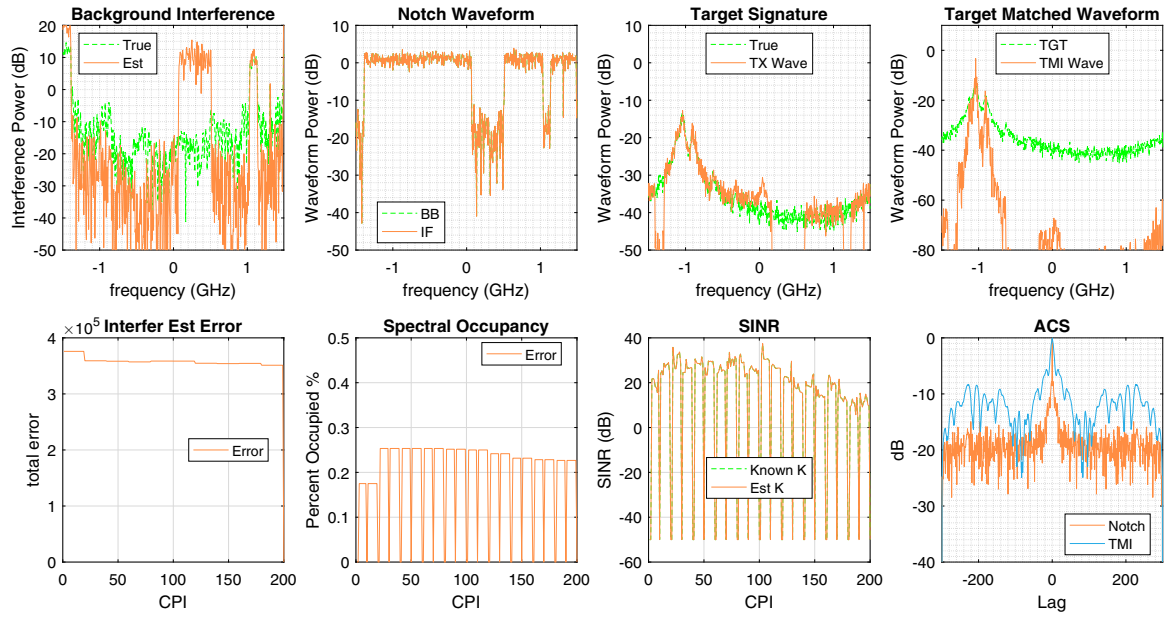 Background Interference
Interference Power (dB)
20
10
0
-10
-20
-30
-40
-50
True
Est
-1
0
1
frequency (GHz)
Notch Waveform
Waveform Power (dB)
10
0
-10
-20
-30
-40
-50
BB
IF
-1
0
1
frequency (GHz)
Target Signature
Waveform Power (dB)
10
0
-10
-20
-30
-40
-50
True
TX Wave
-1
0
1
frequency (GHz)
Target Matched Waveform
Waveform Power (dB)
0
-20
-40
-60
-80
TGT
TMI Wave
-1
0
1
frequency (GHz)
Interfer Est Error
×10⁵
total error
4
3
2
1
0
Error
0
50
100
150
200
CPI
Spectral Occupancy
Percent Occupied %
0.5
0.4
0.3
0.2
0.1
0
Error
0
50
100
150
200
CPI
SINR
SINR (dB)
40
20
0
-20
-40
-60
Known K
Est K
0
50
100
150
200
CPI
ACS
dB
0
-10
-20
-30
-40
Notch
TMI
-200
0
200
Lag